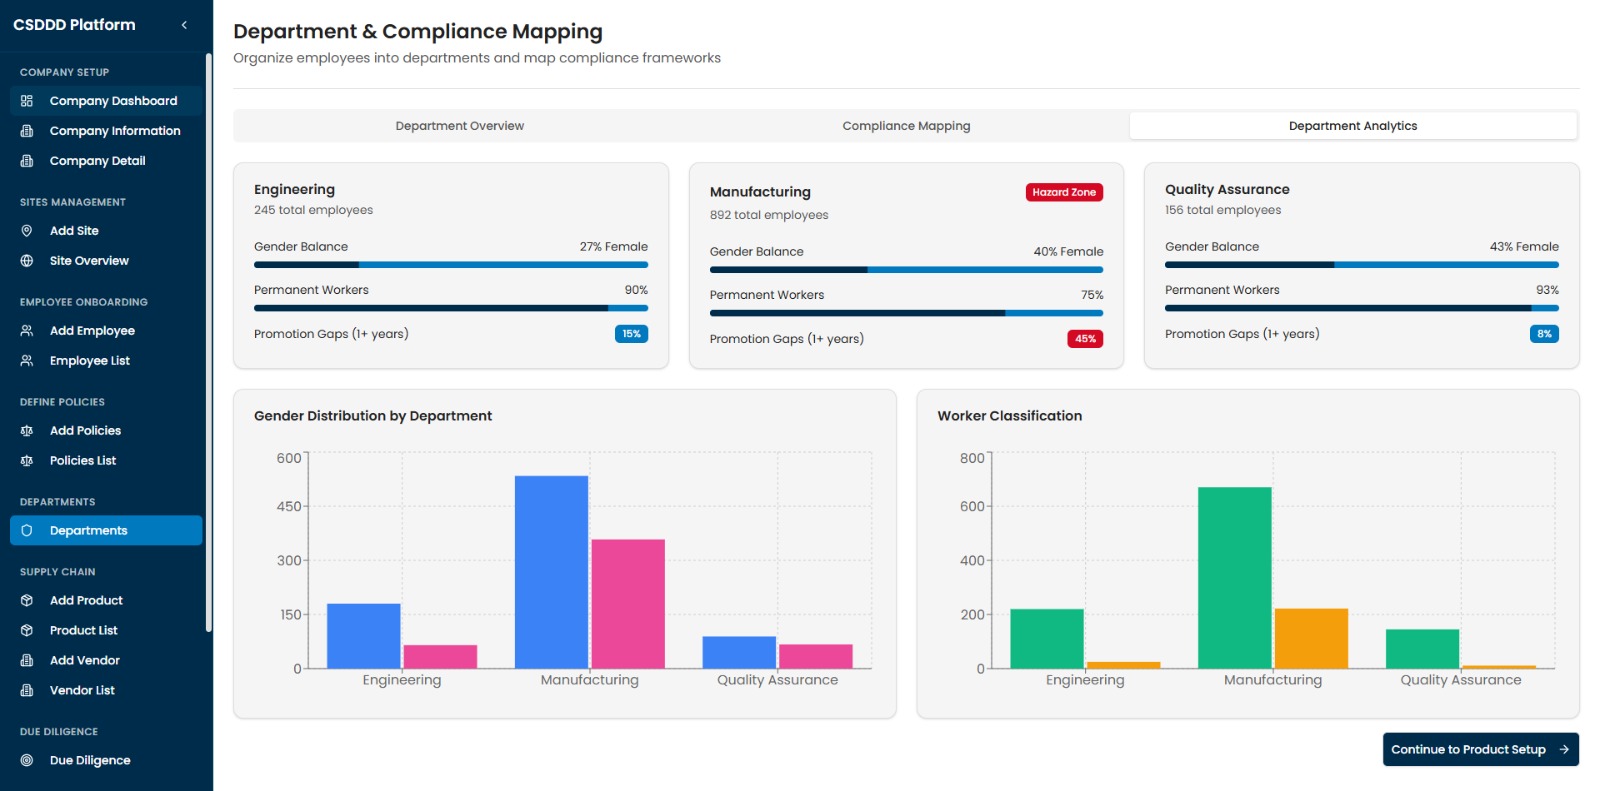 CSDDD Platform
COMPANY SETUP
Company Dashboard
Company Information
Company Detail
SITES MANAGEMENT
Add Site
Site Overview
EMPLOYEE ONBOARDING
Add Employee
Employee List
DEFINE POLICIES
Add Policies
Policies List
DEPARTMENTS
Departments
SUPPLY CHAIN
Add Product
Product List
Add Vendor
Vendor List
DUE DILIGENCE
Due Diligence
Department & Compliance Mapping
Organize employees into departments and map compliance frameworks
Department Overview
Compliance Mapping
Department Analytics
Engineering
245 total employees
Gender Balance 27% Female
Permanent Workers 90%
Promotion Gaps (1+ years) 15%
Manufacturing Hazard Zone
892 total employees
Gender Balance 40% Female
Permanent Workers 75%
Promotion Gaps (1+ years) 45%
Quality Assurance
156 total employees
Gender Balance 43% Female
Permanent Workers 93%
Promotion Gaps (1+ years) 8%
Gender Distribution by Department
600
450
300
150
0
Engineering Manufacturing Quality Assurance
Worker Classification
800
600
400
200
0
Engineering Manufacturing Quality Assurance
Continue to Product Setup